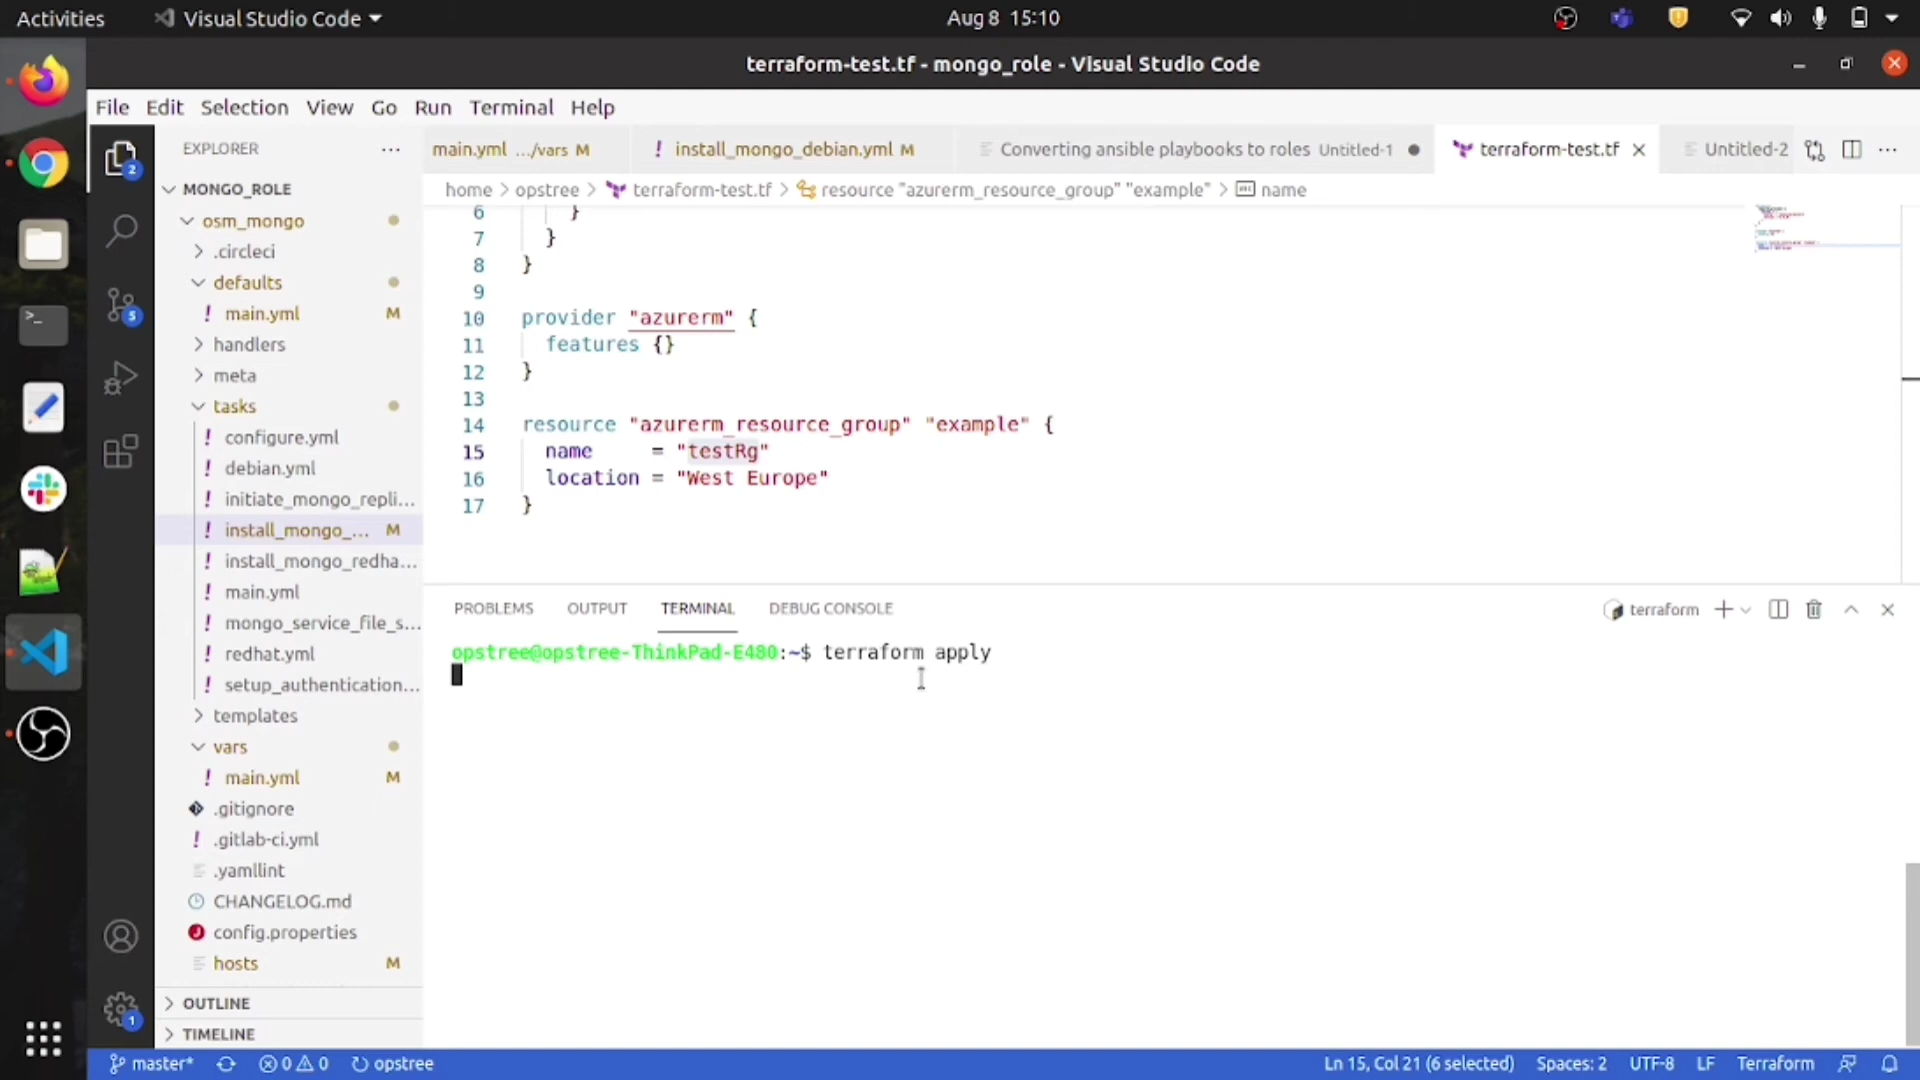 Activities
Visual Studio Code
Aug 8 15:10
terraform-test.tf - mongo_role - Visual Studio Code
File Edit Selection View Go Run Terminal Help
EXPLORER
main.yml .../vars M
! install_mongo_debian.yml M
Converting ansible playbooks to roles Untitled-1
terraform-test.tf
Untitled-2
home > opstree > terraform-test.tf > resource "azurerm_resource_group" "example" > name
MONGO_ROLE
osm_mongo
.circleci
defaults
! main.yml M
handlers
meta
tasks
! configure.yml
! debian.yml
! initiate_mongo_repli...
! install_mongo_... M
! install_mongo_redha...
! main.yml
! mongo_service_file_s...
! redhat.yml
! setup_authentication...
templates
vars
! main.yml M
.gitignore
! .gitlab-ci.yml
.yamllint
CHANGELOG.md
config.properties
hosts M
OUTLINE
TIMELINE
6 }
7 }
8 }
9
10 provider "azurerm" {
11 features {}
12 }
13
14 resource "azurerm_resource_group" "example" {
15 name = "testRg"
16 location = "West Europe"
17 }
PROBLEMS OUTPUT TERMINAL DEBUG CONSOLE
terraform
opstree@opstree-ThinkPad-E480:~$ terraform apply
2
5
1
master* 0 0 opstree
Ln 15, Col 21 (6 selected) Spaces: 2 UTF-8 LF Terraform